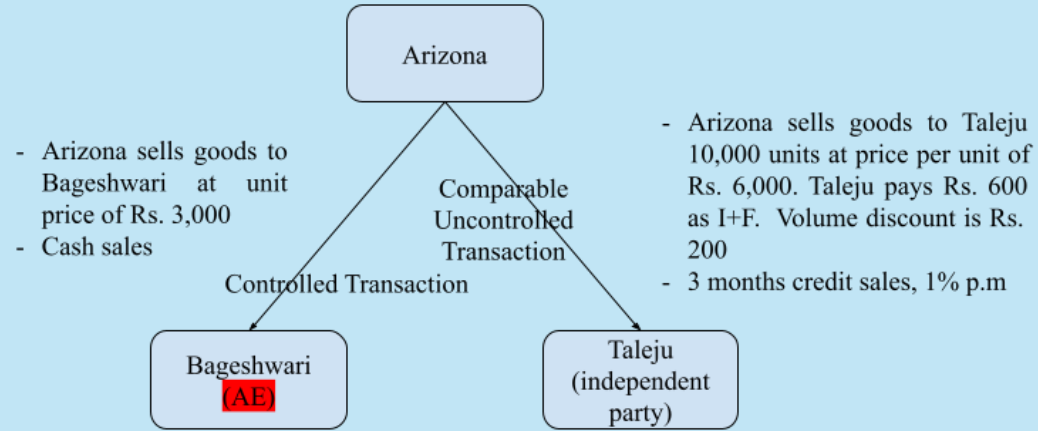 Arizona
- Arizona sells goods to
Bageshwari at unit
price of Rs. 3,000
- Cash sales
- Arizona sells goods to Taleju
10,000 units at price per unit of
Rs. 6,000. Taleju pays Rs. 600
as I+F. Volume discount is Rs.
200
- 3 months credit sales, 1% p.m
Comparable
Uncontrolled
Transaction
Controlled Transaction
Bageshwari
(AE)
Taleju
(independent
party)